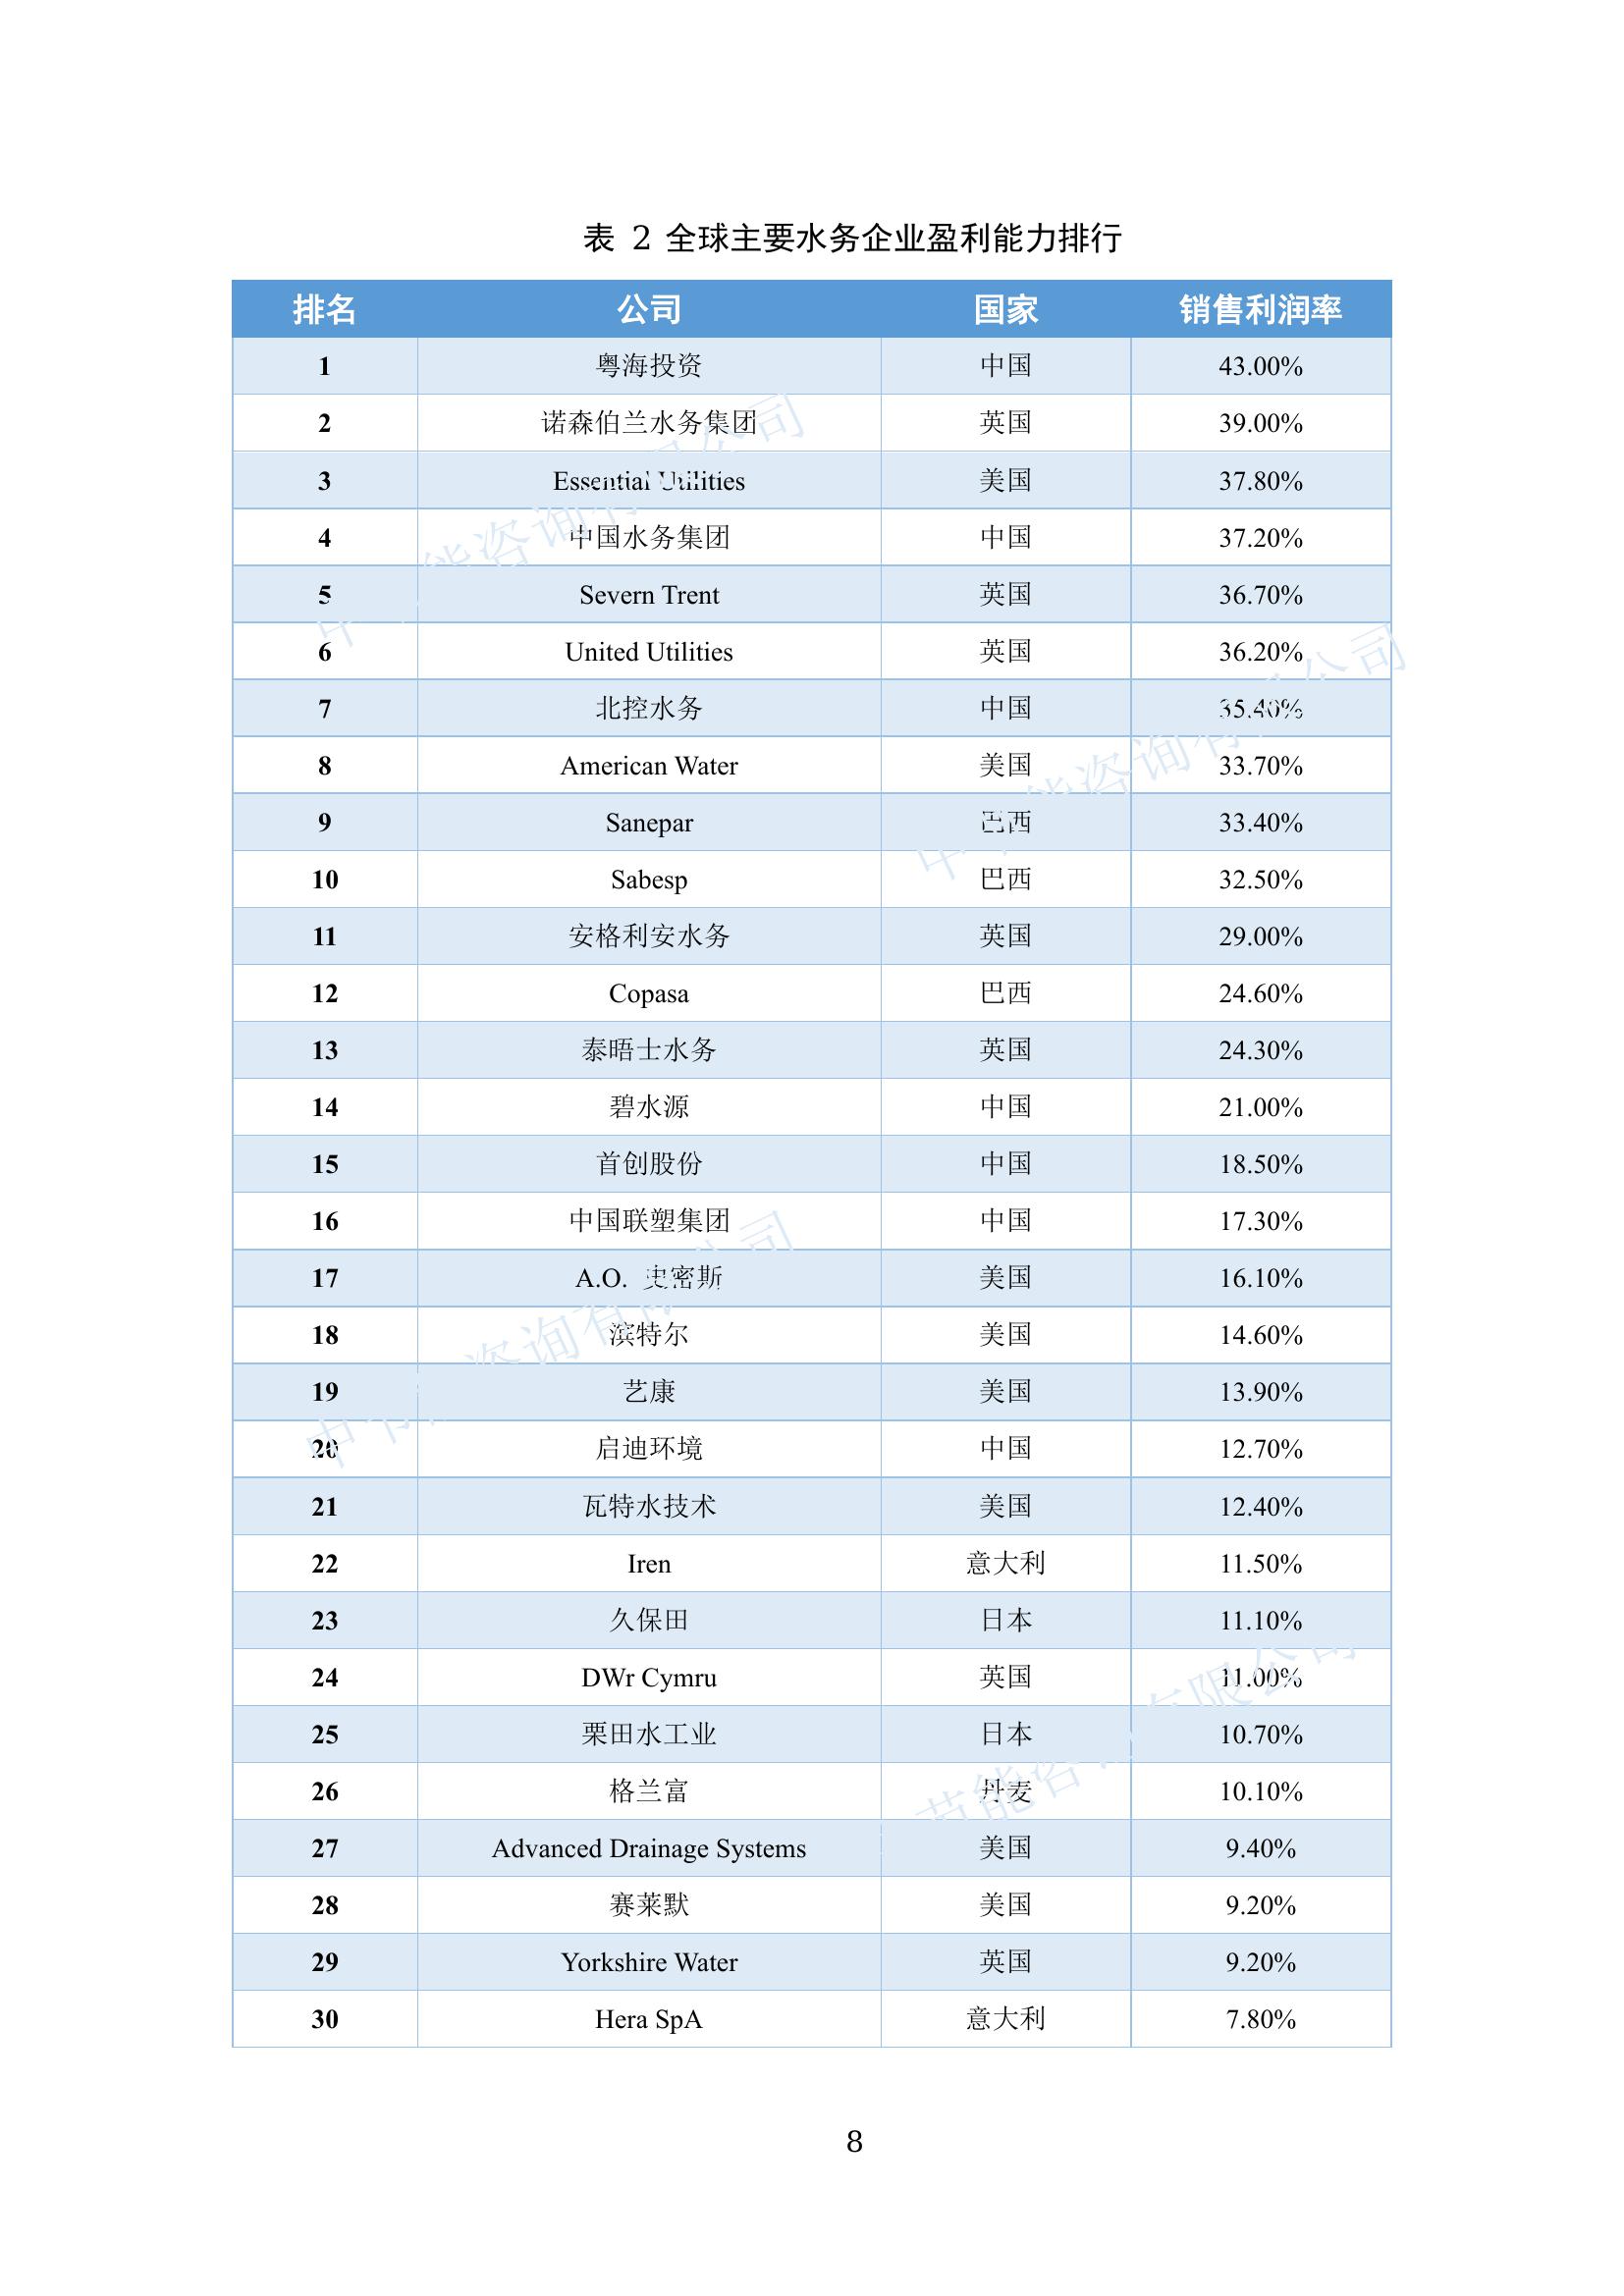 表 2 全球主要水务企业盈利能力排行
排名 公司 国家 销售利润率
1 粤海投资 中国 43.00%
2 诺森伯兰水务集团 英国 39.00%
3 Essential Utilities 美国 37.80%
4 中国水务集团 中国 37.20%
5 Severn Trent 英国 36.70%
6 United Utilities 英国 36.20%
7 北控水务 中国 35.40%
8 American Water 美国 33.70%
9 Sanepar 巴西 33.40%
10 Sabesp 巴西 32.50%
11 安格利安水务 英国 29.00%
12 Copasa 巴西 24.60%
13 泰晤士水务 英国 24.30%
14 碧水源 中国 21.00%
15 首创股份 中国 18.50%
16 中国联塑集团 中国 17.30%
17 A.O. 史密斯 美国 16.10%
18 滨特尔 美国 14.60%
19 艺康 美国 13.90%
20 启迪环境 中国 12.70%
21 瓦特水技术 美国 12.40%
22 Iren 意大利 11.50%
23 久保田 日本 11.10%
24 DWr Cymru 英国 11.00%
25 栗田水工业 日本 10.70%
26 格兰富 丹麦 10.10%
27 Advanced Drainage Systems 美国 9.40%
28 赛莱默 美国 9.20%
29 Yorkshire Water 英国 9.20%
30 Hera SpA 意大利 7.80%
8